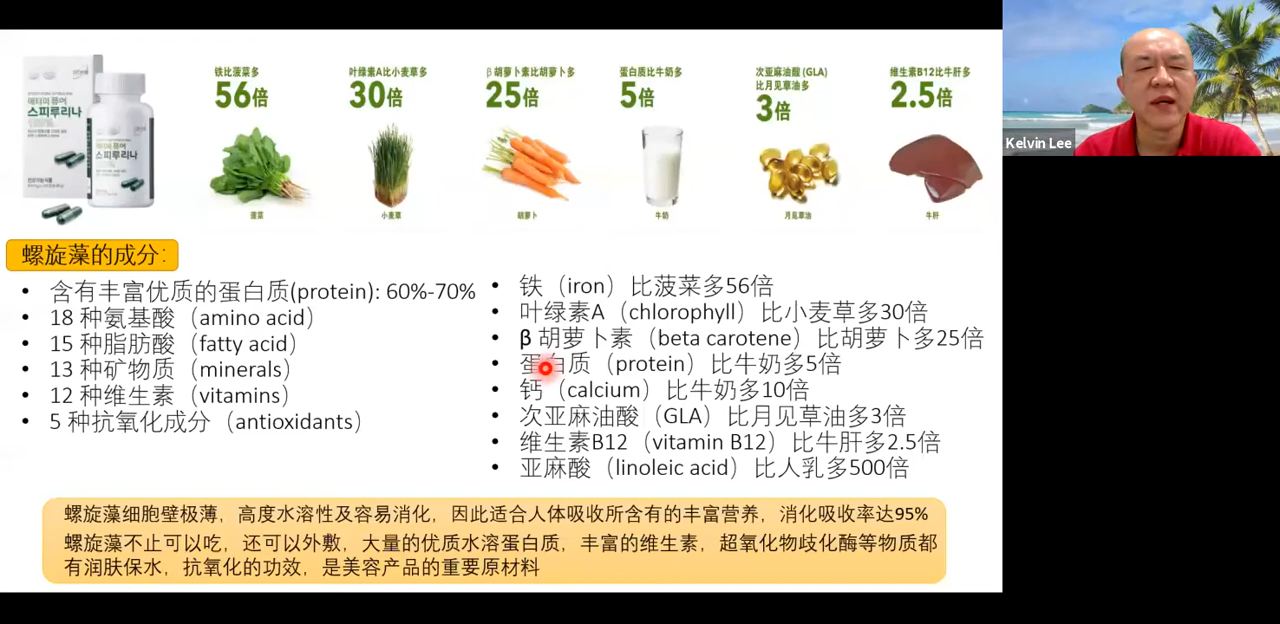 铁比菠菜多
56倍
叶绿素A比小麦草多
30倍
β胡萝卜素比胡萝卜多
25倍
蛋白质比牛奶多
5倍
次亚麻油酸 (GLA)
比月见草油多
3倍
维生素B12比牛肝多
2.5倍
애터미 퓨어
스피루리나
스피루리나
菠菜
小麦草
胡萝卜
牛奶
月见草油
牛肝
Kelvin Lee
螺旋藻的成分:
• 含有丰富优质的蛋白质(protein): 60%-70%
• 18 种氨基酸（amino acid）
• 15 种脂肪酸（fatty acid）
• 13 种矿物质（minerals）
• 12 种维生素（vitamins）
• 5 种抗氧化成分（antioxidants）
• 铁（iron）比菠菜多56倍
• 叶绿素A（chlorophyll）比小麦草多30倍
• β 胡萝卜素（beta carotene）比胡萝卜多25倍
• 蛋白质（protein）比牛奶多5倍
• 钙（calcium）比牛奶多10倍
• 次亚麻油酸（GLA）比月见草油多3倍
• 维生素B12（vitamin B12）比牛肝多2.5倍
• 亚麻酸（linoleic acid）比人乳多500倍
螺旋藻细胞壁极薄，高度水溶性及容易消化，因此适合人体吸收所含有的丰富营养，消化吸收率达95%
螺旋藻不止可以吃，还可以外敷，大量的优质水溶蛋白质，丰富的维生素，超氧化物歧化酶等物质都
有润肤保水，抗氧化的功效，是美容产品的重要原材料